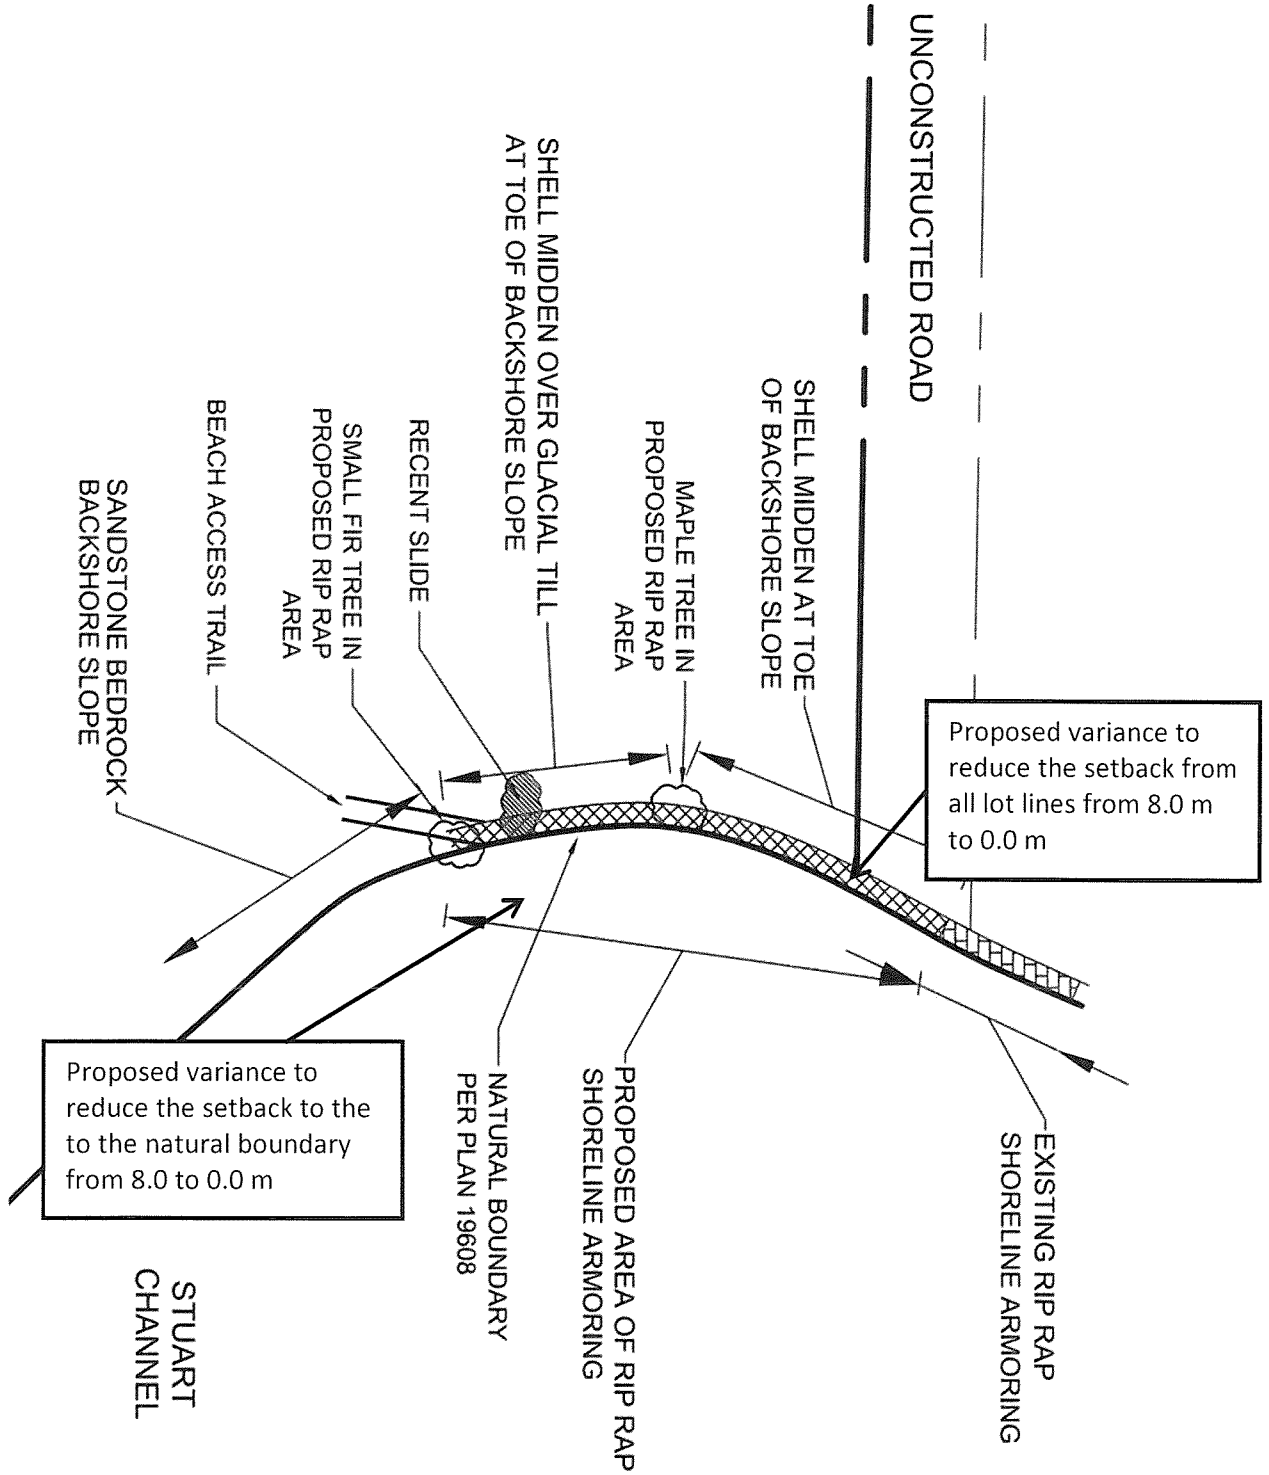 UNCONSTRUCTED ROAD
SHELL MIDDEN AT TOE
OF BACKSHORE SLOPE
MAPLE TREE IN
PROPOSED RIP RAP
AREA
SHELL MIDDEN OVER GLACIAL TILL
AT TOE OF BACKSHORE SLOPE
RECENT SLIDE
SMALL FIR TREE IN
PROPOSED RIP RAP
AREA
BEACH ACCESS TRAIL
SANDSTONE BEDROCK
BACKSHORE SLOPE
Proposed variance to
reduce the setback from
all lot lines from 8.0 m
to 0.0 m
Proposed variance to
reduce the setback to the
to the natural boundary
from 8.0 to 0.0 m
EXISTING RIP RAP
SHORELINE ARMORING
PROPOSED AREA OF RIP RAP
SHORELINE ARMORING
NATURAL BOUNDARY
PER PLAN 19608
STUART
CHANNEL